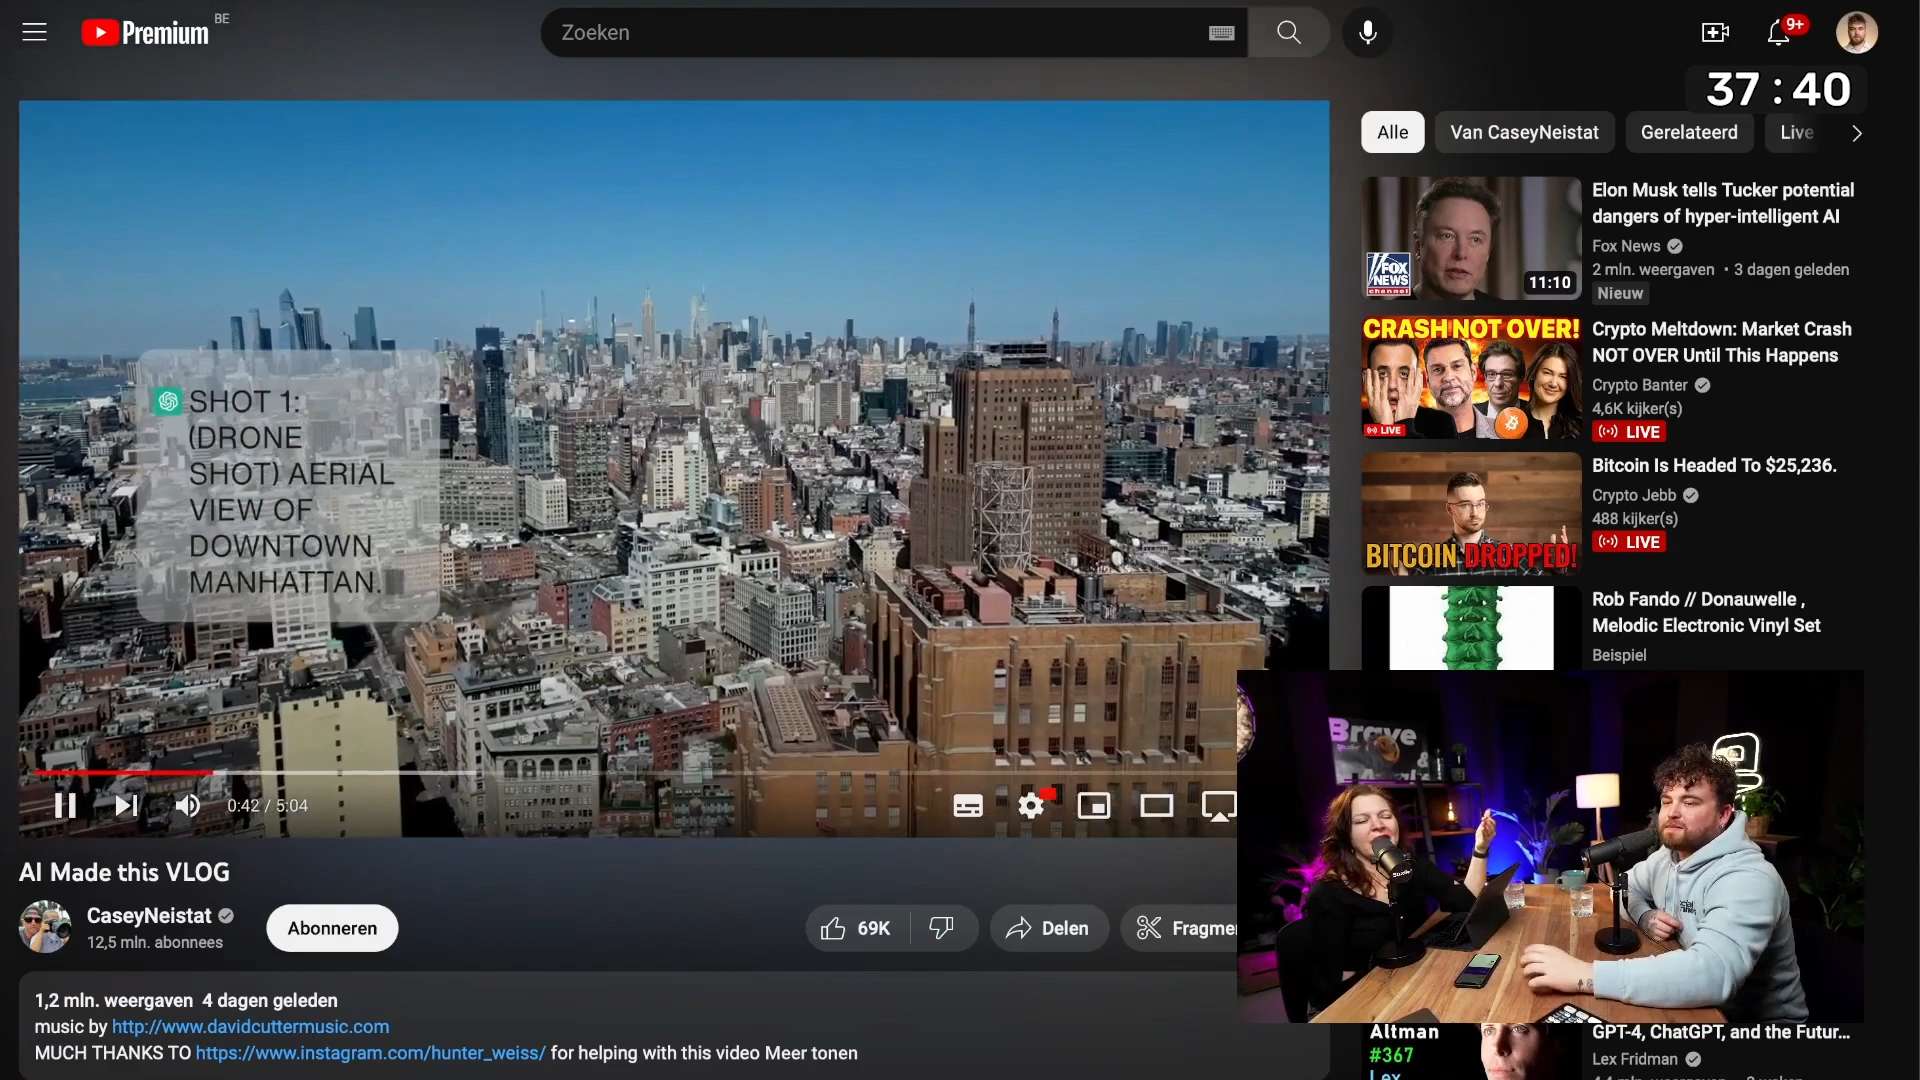 Premium BE
Zoeken
9+
37:40
Alle
Van CaseyNeistat
Gerelateerd
Live
SHOT 1:
(DRONE
SHOT) AERIAL
VIEW OF
DOWNTOWN
MANHATTAN.
0:42 / 5:04
AI Made this VLOG
CaseyNeistat
12,5 mln. abonnees
Abonneren
69K
Delen
1,2 mln. weergaven 4 dagen geleden
music by http://www.davidcuttermusic.com
MUCH THANKS TO https://www.instagram.com/hunter_weiss/ for helping with this video Meer tonen
FOX
NEWS
channel
11:10
Elon Musk tells Tucker potential
dangers of hyper-intelligent AI
Fox News
2 mln. weergaven • 3 dagen geleden
Nieuw
CRASH NOT OVER!
LIVE
Crypto Meltdown: Market Crash
NOT OVER Until This Happens
Crypto Banter
4,6K kijker(s)
LIVE
BITCOIN DROPPED!
Bitcoin Is Headed To $25,236.
Crypto Jebb
488 kijker(s)
LIVE
Rob Fando // Donauwelle ,
Melodic Electronic Vinyl Set
Beispiel
Brave
Altman
#367
Lex
GPT-4, ChatGPT, and the Futur...
Lex Fridman